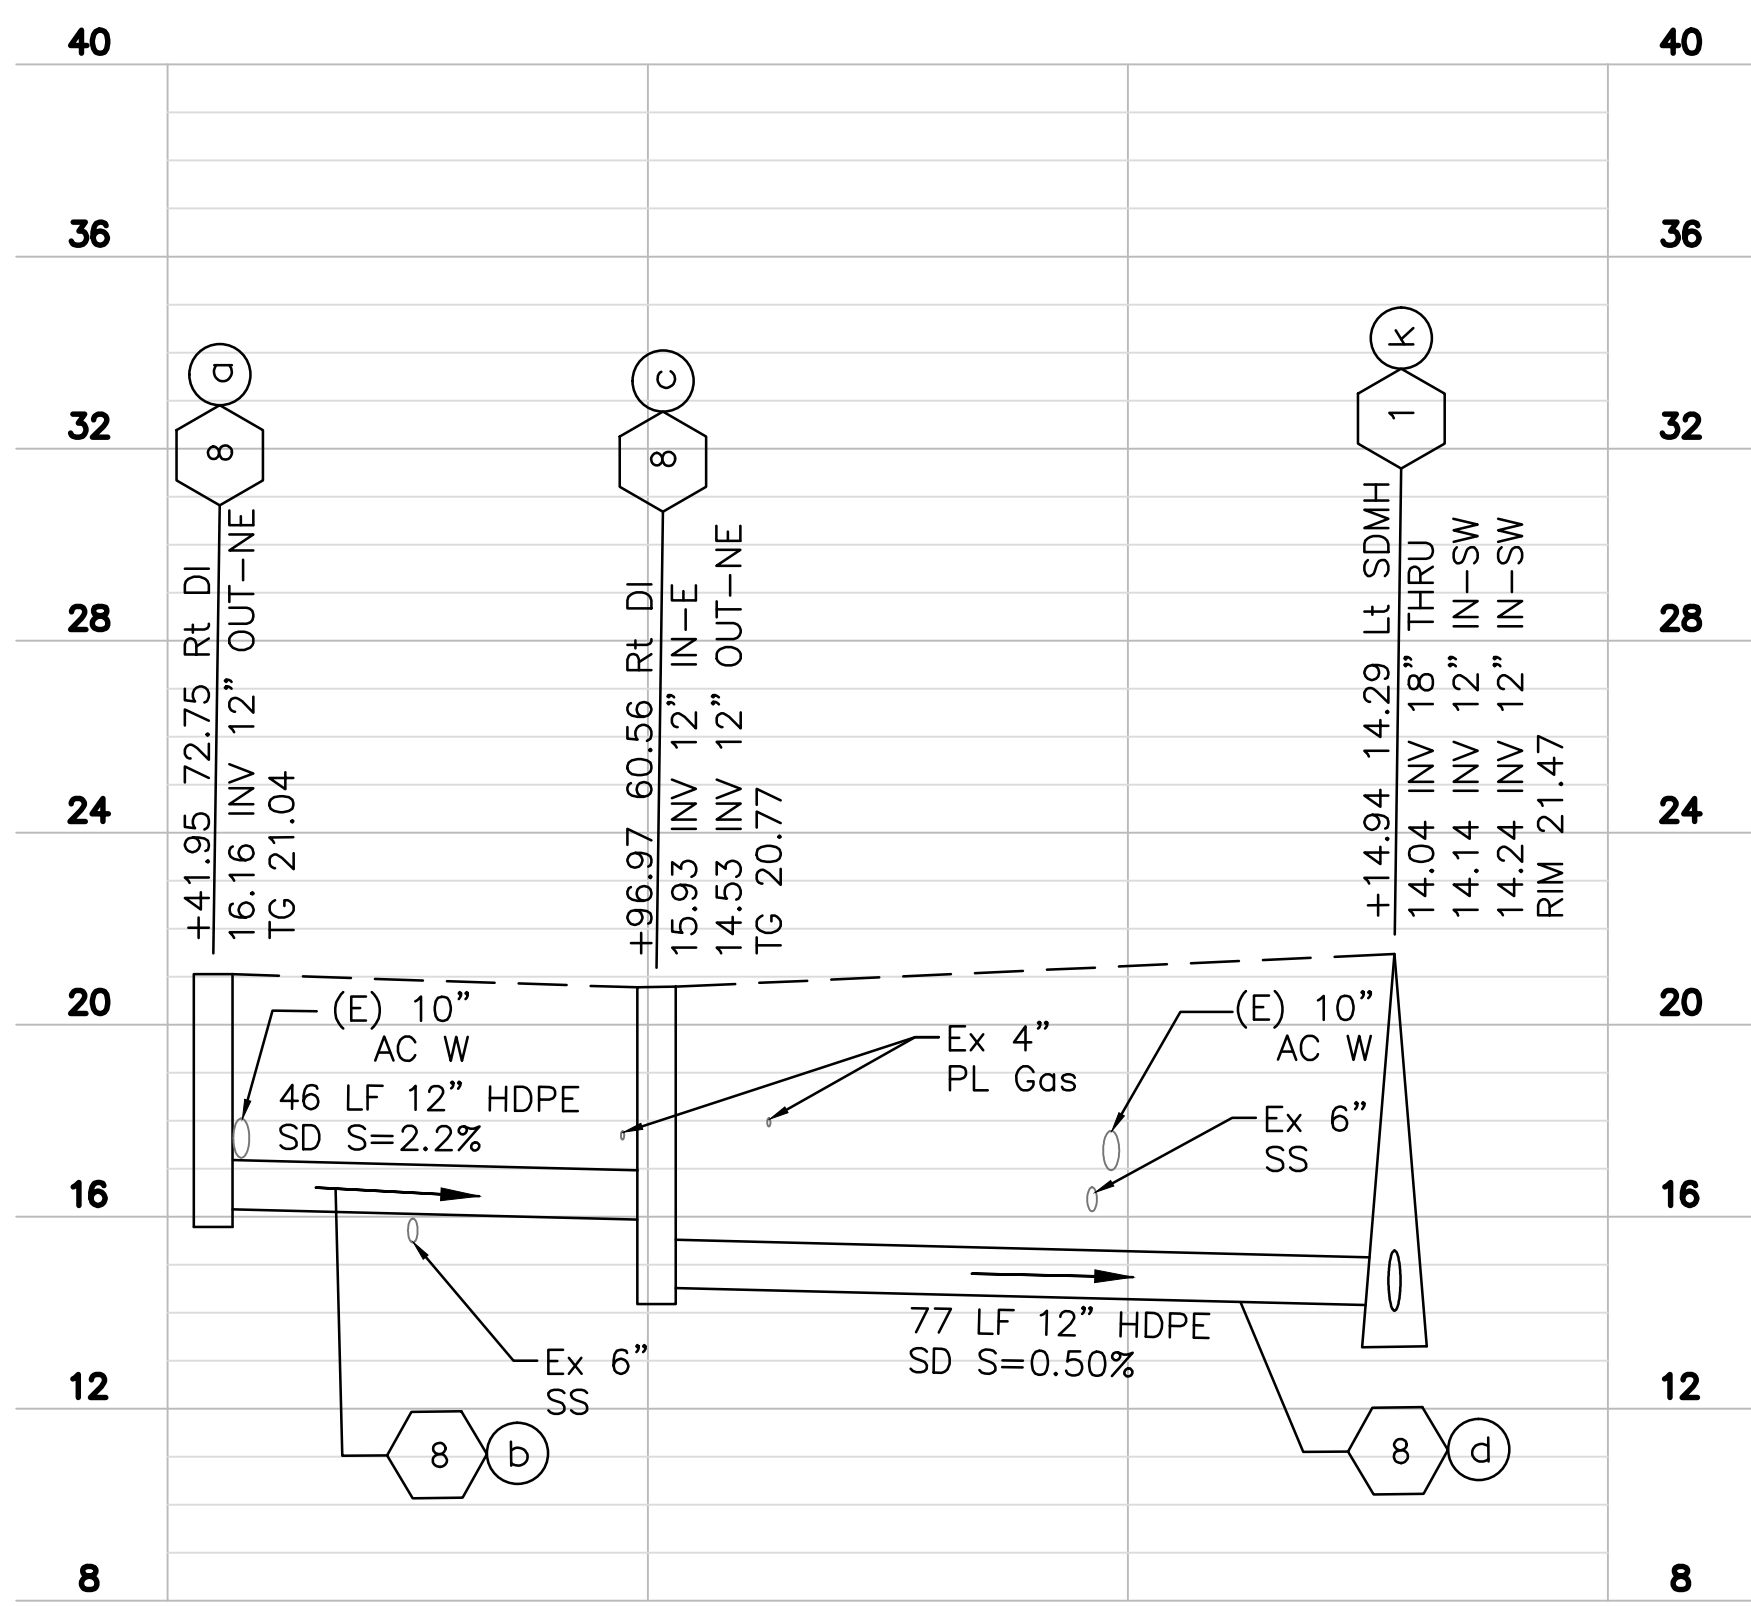 40
40
36
36
32
32
28
28
24
24
20
20
16
16
12
12
8
8
a
8
+41.95 72.75 Rt DI
16.16 INV 12" OUT-NE
TG 21.04
c
8
+96.97 60.56 Rt DI
15.93 INV 12" IN-E
14.53 INV 12" OUT-NE
TG 20.77
k
1
+14.94 14.29 Lt SDMH
14.04 INV 18" THRU
14.14 INV 12" IN-SW
14.24 INV 12" IN-SW
RIM 21.47
(E) 10"
AC W
46 LF 12" HDPE
SD S=2.2%
Ex 4"
PL Gas
(E) 10"
AC W
Ex 6"
SS
77 LF 12" HDPE
SD S=0.50%
Ex 6"
SS
8 b
8 d